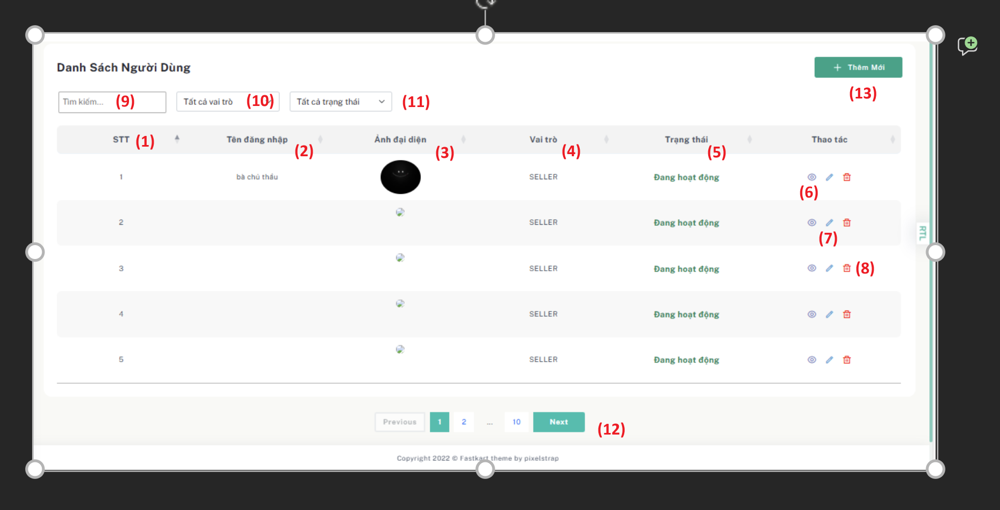 Danh Sách Người Dùng
+ Thêm Mới
(13)
Tìm kiếm... (9)
Tất cả vai trò (10)
Tất cả trạng thái (11)
STT (1) Tên đăng nhập (2) Ảnh đại diện (3) Vai trò (4) Trạng thái (5) Thao tác
1 bà chủ thầu SELLER Đang hoạt động
(6)
2 SELLER Đang hoạt động
(7)
RTL
3 SELLER Đang hoạt động (8)
4 SELLER Đang hoạt động
5 SELLER Đang hoạt động
Previous 1 2 ... 10 Next (12)
Copyright 2022 © Fastkart theme by pixelstrap